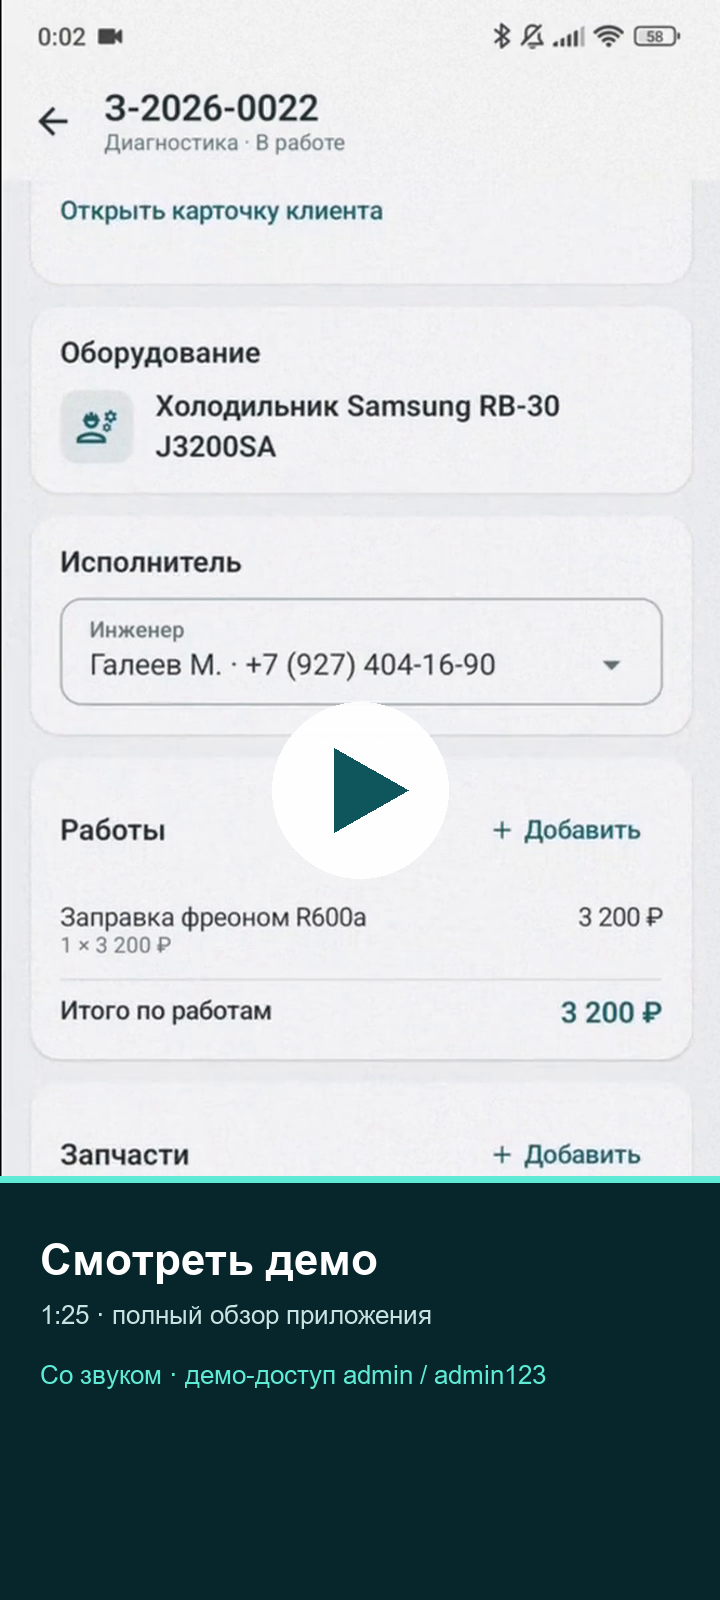 0:02
58
З-2026-0022
Диагностика · В работе
Открыть карточку клиента
Оборудование
Холодильник Samsung RB-30
J3200SA
Исполнитель
Инженер
Галеев М. · +7 (927) 404-16-90
Работы
+ Добавить
Заправка фреоном R600a
3 200 ₽
1 × 3 200 ₽
Итого по работам
3 200 ₽
Запчасти
+ Добавить
Смотреть демо
1:25 · полный обзор приложения
Со звуком · демо-доступ admin / admin123